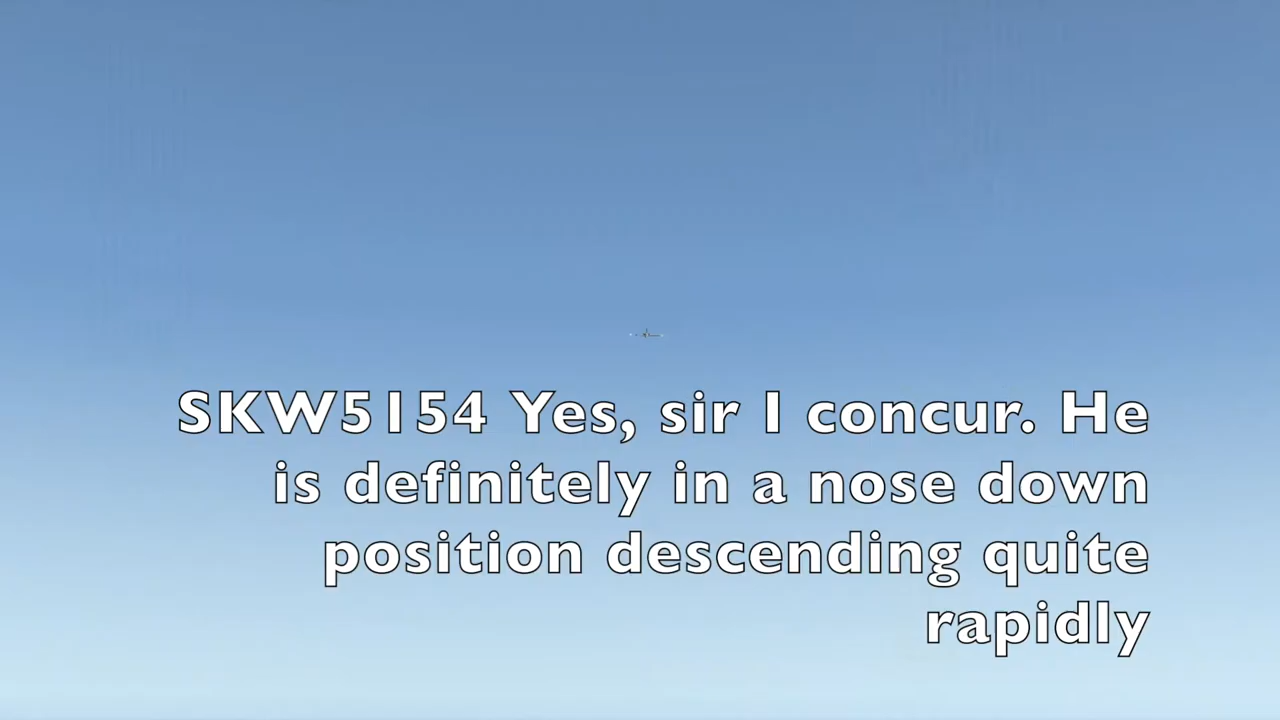 SKW5154 Yes, sir I concur. He
is definitely in a nose down
position descending quite
rapidly